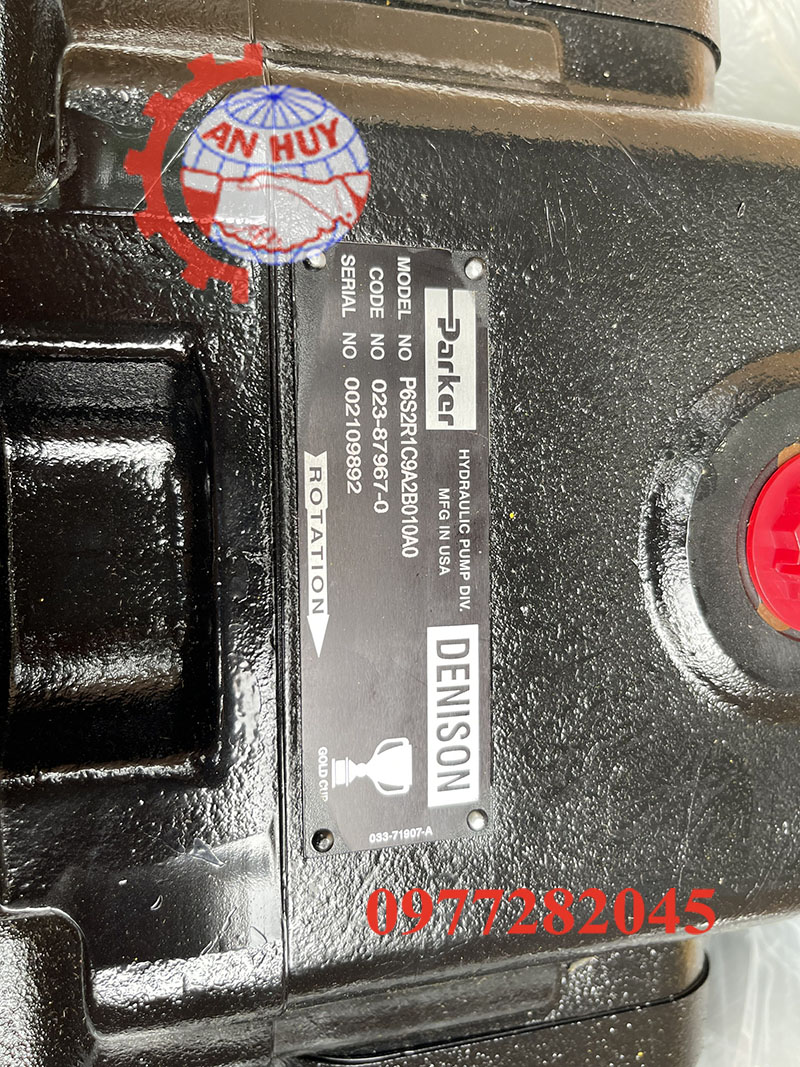 AN HUY
Parker
HYDRAULIC PUMP DIV.
MFG IN USA
DENISON
MODEL NO P6S2R1C9A2B010A0
CODE NO 023-87967-0
SERIAL NO 002109892
ROTATION
GOLD CUP
033-71907-A
0977282045